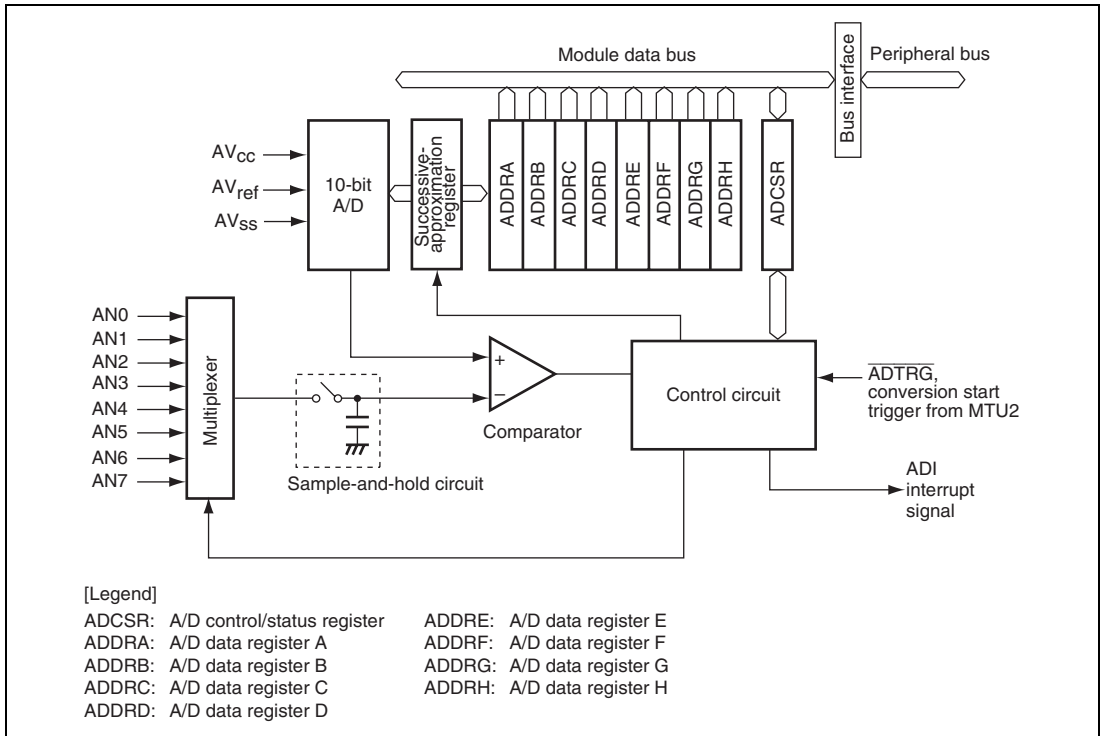 Module data bus
Bus interface
Peripheral bus
AVcc
AVref
AVss
10-bit
A/D
Successive-
approximation
register
ADDRA
ADDRB
ADDRC
ADDRD
ADDRE
ADDRF
ADDRG
ADDRH
ADCSR
AN0
AN1
AN2
AN3
AN4
AN5
AN6
AN7
Multiplexer
Sample-and-hold circuit
+
−
Comparator
Control circuit
ADTRG,
conversion start
trigger from MTU2
ADI
interrupt
signal
[Legend]
ADCSR: A/D control/status register
ADDRA: A/D data register A
ADDRB: A/D data register B
ADDRC: A/D data register C
ADDRD: A/D data register D
ADDRE: A/D data register E
ADDRF: A/D data register F
ADDRG: A/D data register G
ADDRH: A/D data register H